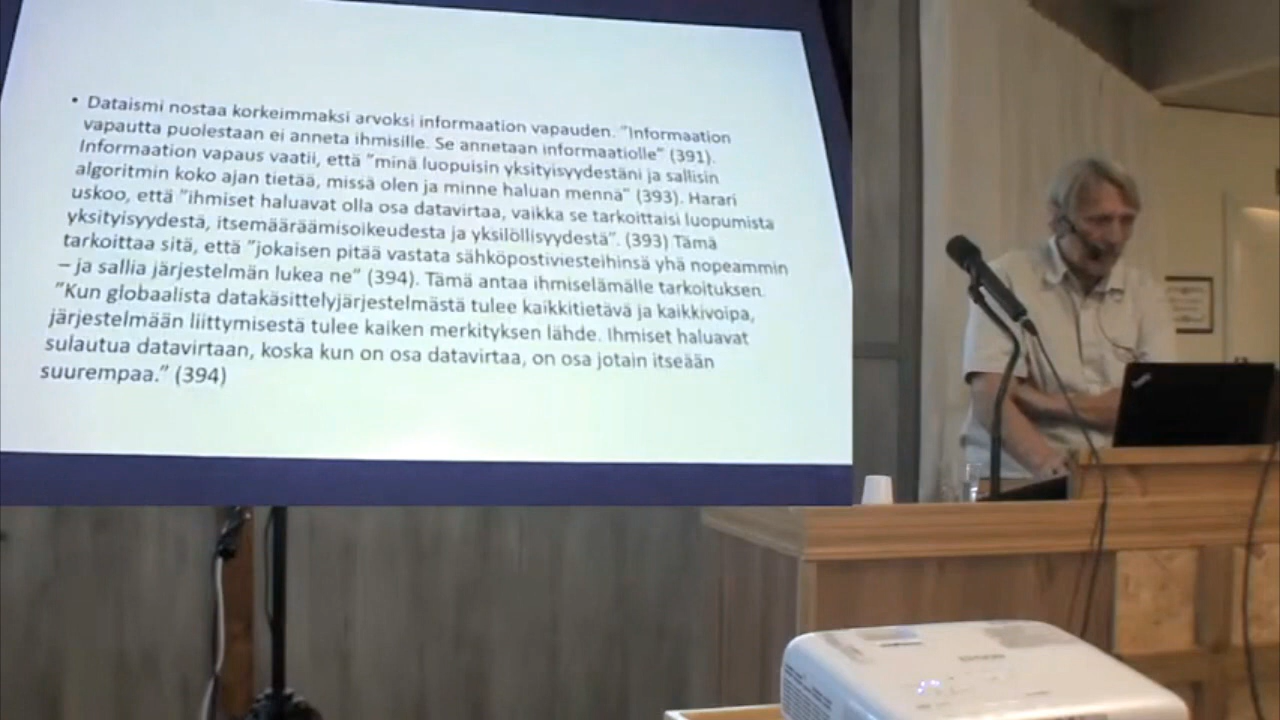 • Dataismi nostaa korkeimmaksi arvoksi informaation vapauden. "Informaation
vapautta puolestaan ei anneta ihmisille. Se annetaan informaatiolle" (391).
Informaation vapaus vaatii, että "minä luopuisin yksityisyydestäni ja sallisin
algoritmin koko ajan tietää, missä olen ja minne haluan mennä" (393). Harari
uskoo, että "ihmiset haluavat olla osa datavirtaa, vaikka se tarkoittaisi luopumista
yksityisyydestä, itsemääräämisoikeudesta ja yksilöllisyydestä". (393) Tämä
tarkoittaa sitä, että "jokaisen pitää vastata sähköpostiviesteihinsä yhä nopeammin
– ja sallia järjestelmän lukea ne" (394). Tämä antaa ihmiselämälle tarkoituksen.
"Kun globaalista datakäsittelyjärjestelmästä tulee kaikkitietävä ja kaikkivoipa,
järjestelmään liittymisestä tulee kaiken merkityksen lähde. Ihmiset haluavat
sulautua datavirtaan, koska kun on osa datavirtaa, on osa jotain itseään
suurempaa." (394)